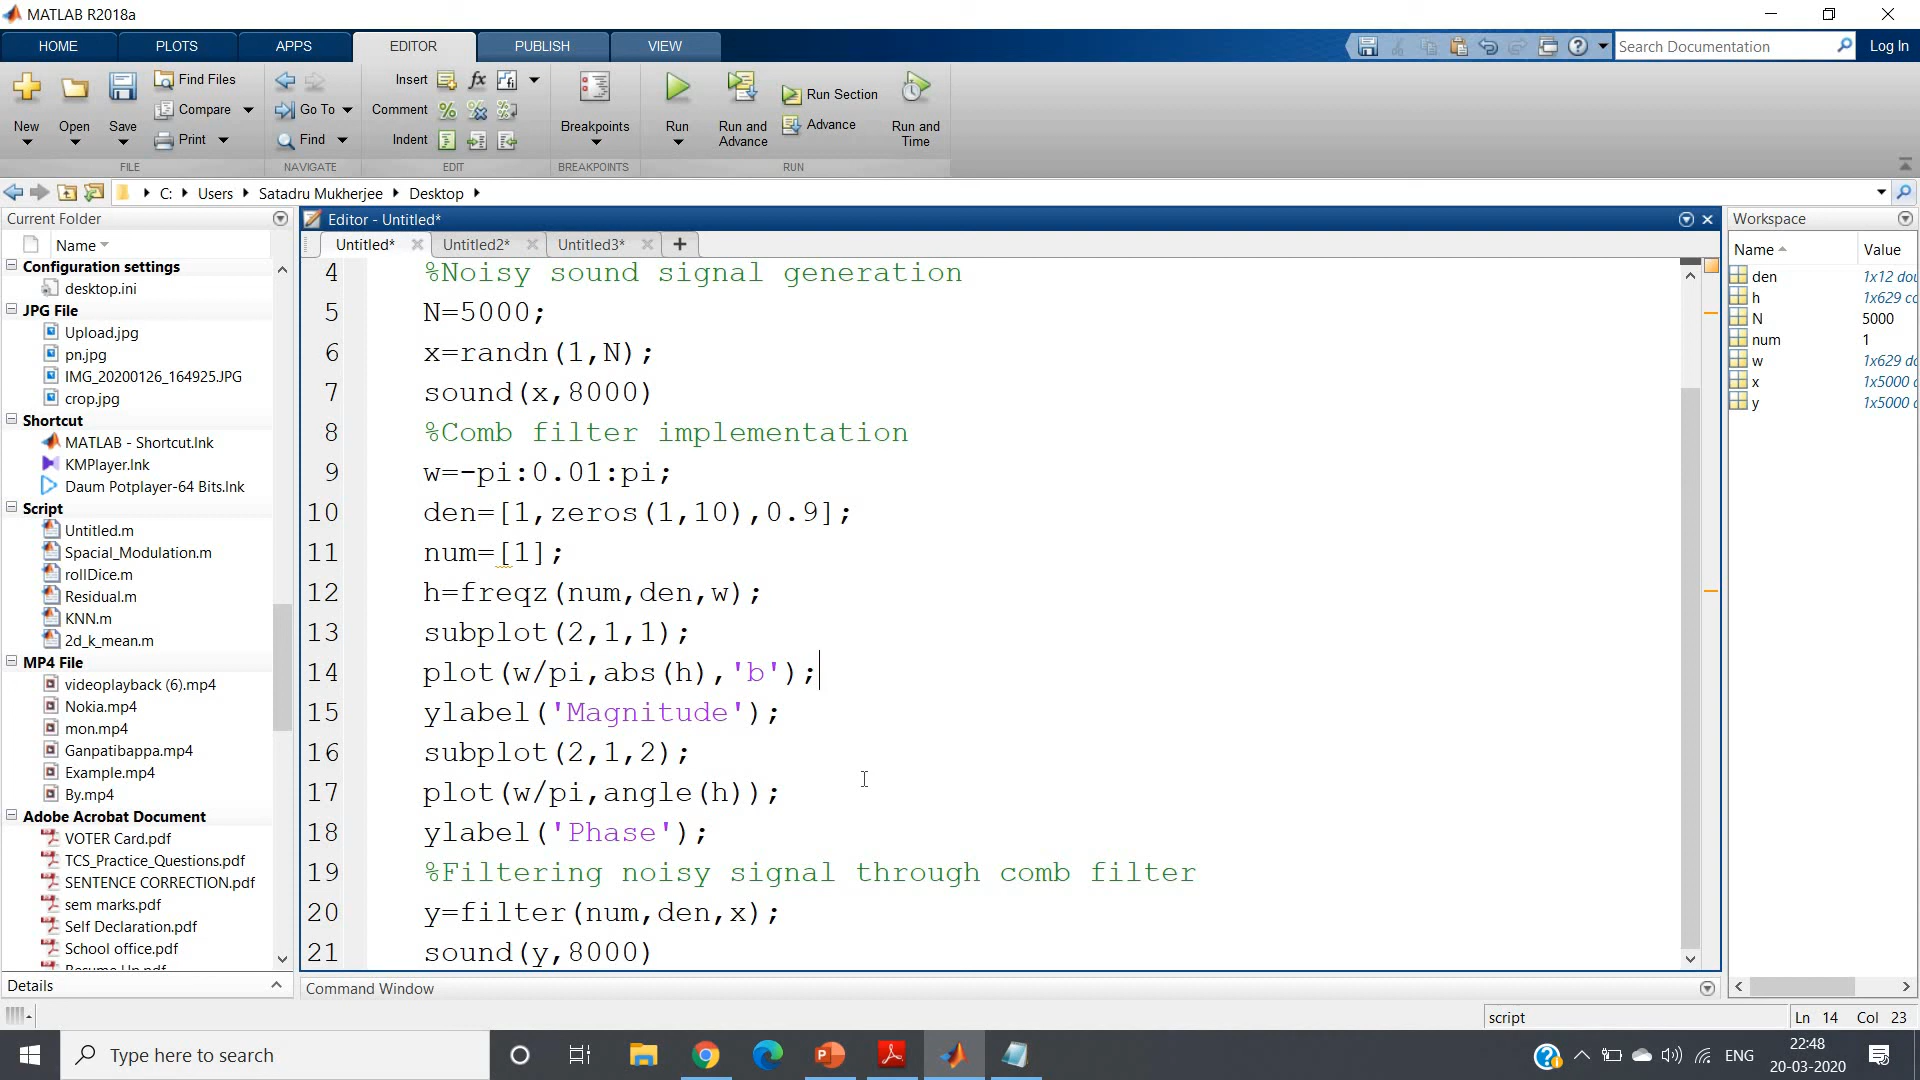 MATLAB R2018a
HOME PLOTS APPS EDITOR PUBLISH VIEW Search Documentation Log In
New Open Save Find Files Compare Print Go To Find Insert Comment Indent Breakpoints Run Run and Advance Run Section Advance Run and Time
FILE NAVIGATE EDIT BREAKPOINTS RUN
C: Users Satadru Mukherjee Desktop
Current Folder
Name
Configuration settings
desktop.ini
JPG File
Upload.jpg
pn.jpg
IMG_20200126_164925.JPG
crop.jpg
Shortcut
MATLAB - Shortcut.lnk
KMPlayer.lnk
Daum Potplayer-64 Bits.lnk
Script
Untitled.m
Spacial_Modulation.m
rollDice.m
Residual.m
KNN.m
2d_k_mean.m
MP4 File
videoplayback (6).mp4
Nokia.mp4
mon.mp4
Ganpatibappa.mp4
Example.mp4
By.mp4
Adobe Acrobat Document
VOTER Card.pdf
TCS_Practice_Questions.pdf
SENTENCE CORRECTION.pdf
sem marks.pdf
Self Declaration.pdf
School office.pdf
Details
Editor - Untitled*
Untitled* Untitled2* Untitled3*
4 %Noisy sound signal generation
5 N=5000;
6 x=randn(1,N);
7 sound(x,8000)
8 %Comb filter implementation
9 w=-pi:0.01:pi;
10 den=[1,zeros(1,10),0.9];
11 num=[1];
12 h=freqz(num,den,w);
13 subplot(2,1,1);
14 plot(w/pi,abs(h),'b');
15 ylabel('Magnitude');
16 subplot(2,1,2);
17 plot(w/pi,angle(h));
18 ylabel('Phase');
19 %Filtering noisy signal through comb filter
20 y=filter(num,den,x);
21 sound(y,8000)
Command Window
Workspace
Name Value
den 1x12 dou
h 1x629 co
N 5000
num 1
w 1x629 do
x 1x5000 d
y 1x5000 d
script Ln 14 Col 23
Type here to search
ENG
22:48
20-03-2020